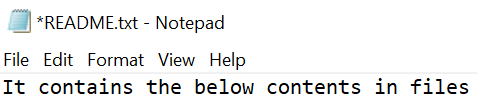 *README.txt - Notepad
File Edit Format View Help
It contains the below contents in files